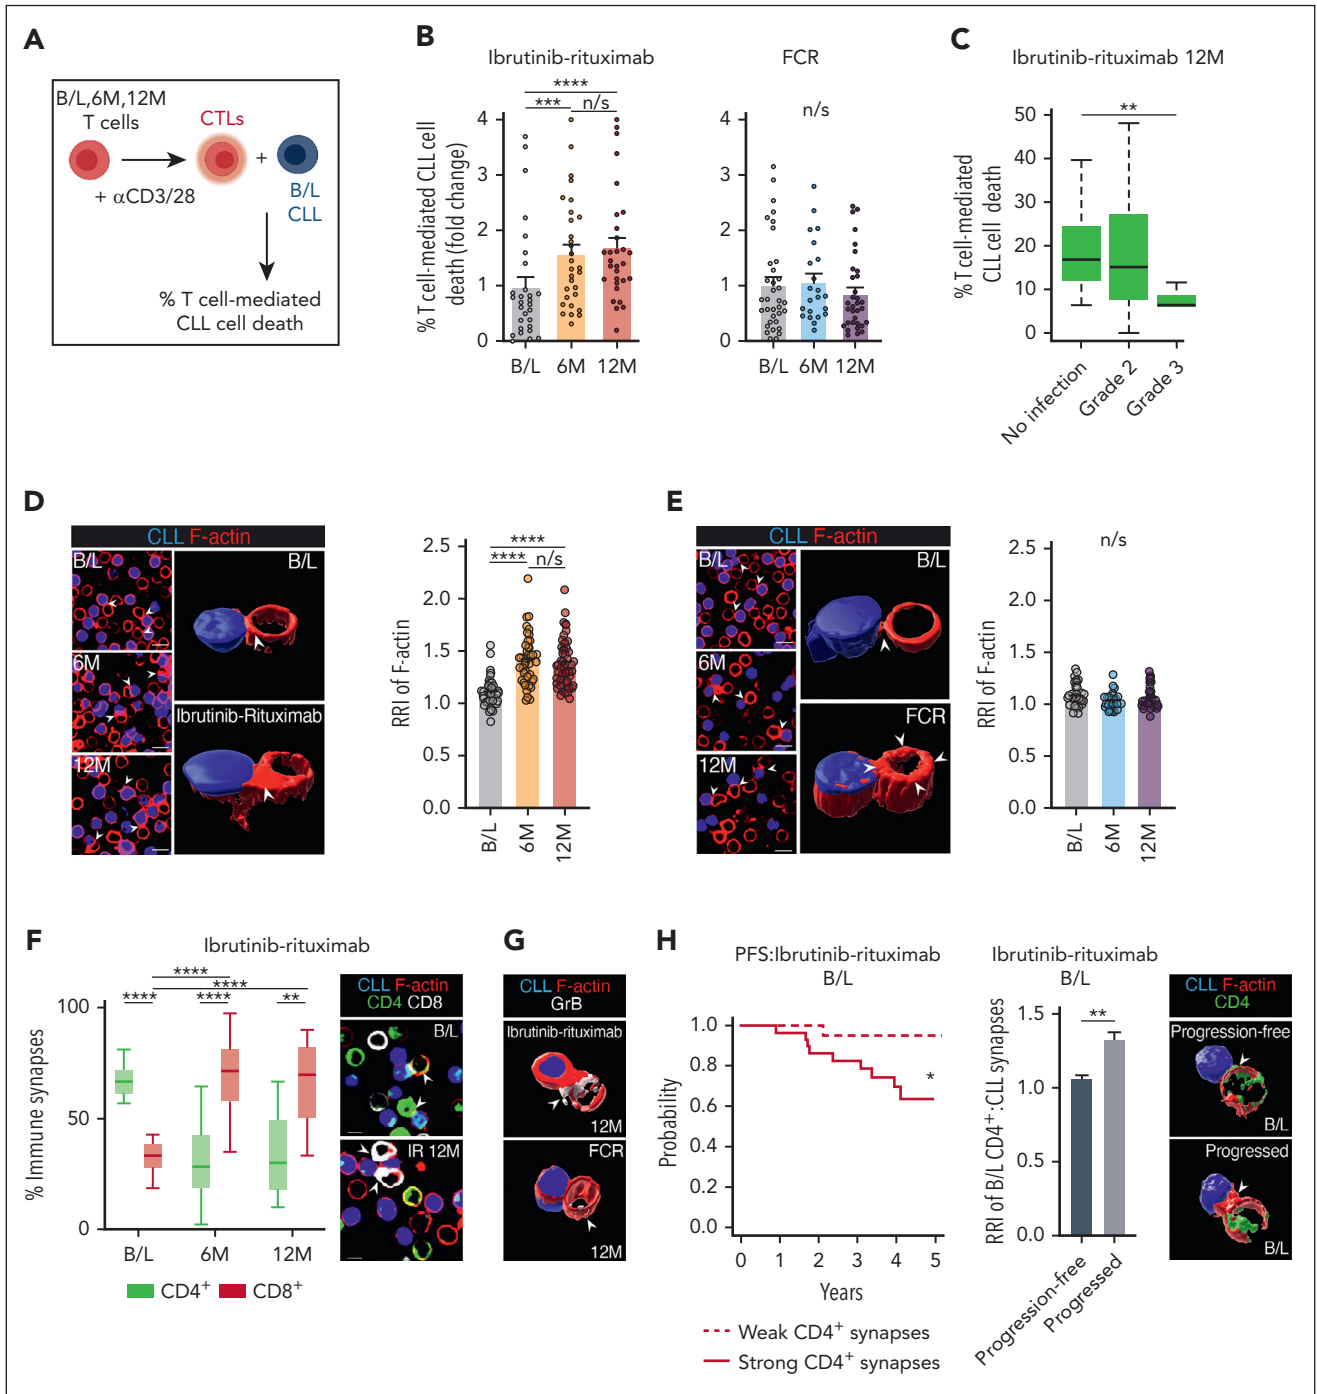 A
B/L,6M,12M
T cells
CTLs
+
+ αCD3/28
B/L
CLL
% T cell-mediated
CLL cell death
B
Ibrutinib-rituximab
% T cell-mediated CLL cell
death (fold change)
****
***
n/s
4
3
2
1
0
B/L
6M
12M
FCR
n/s
4
3
2
1
0
B/L
6M
12M
C
Ibrutinib-rituximab 12M
% T cell-mediated
CLL cell death
**
50
40
30
20
10
0
No infection
Grade 2
Grade 3
D
CLL F-actin
B/L
6M
12M
B/L
Ibrutinib-Rituximab
RRI of F-actin
****
****
n/s
2.5
2.0
1.5
1.0
0.5
0.0
B/L
6M
12M
E
CLL F-actin
B/L
6M
12M
B/L
FCR
RRI of F-actin
n/s
2.5
2.0
1.5
1.0
0.5
0.0
B/L
6M
12M
F
Ibrutinib-rituximab
% Immune synapses
****
****
****
****
**
100
50
0
B/L
6M
12M
CD4+
CD8+
CLL F-actin
CD4 CD8
B/L
IR 12M
G
CLL F-actin
GrB
Ibrutinib-rituximab
12M
FCR
12M
H
PFS:Ibrutinib-rituximab
B/L
Probability
1.0
0.8
0.6
0.4
0.2
0.0
*
0 1 2 3 4 5
Years
Weak CD4+ synapses
Strong CD4+ synapses
Ibrutinib-rituximab
B/L
RRI of B/L CD4+:CLL synapses
**
1.5
1.0
1.5
0.0
Progression-free
Progressed
CLL F-actin
CD4
Progression-free
B/L
Progressed
B/L